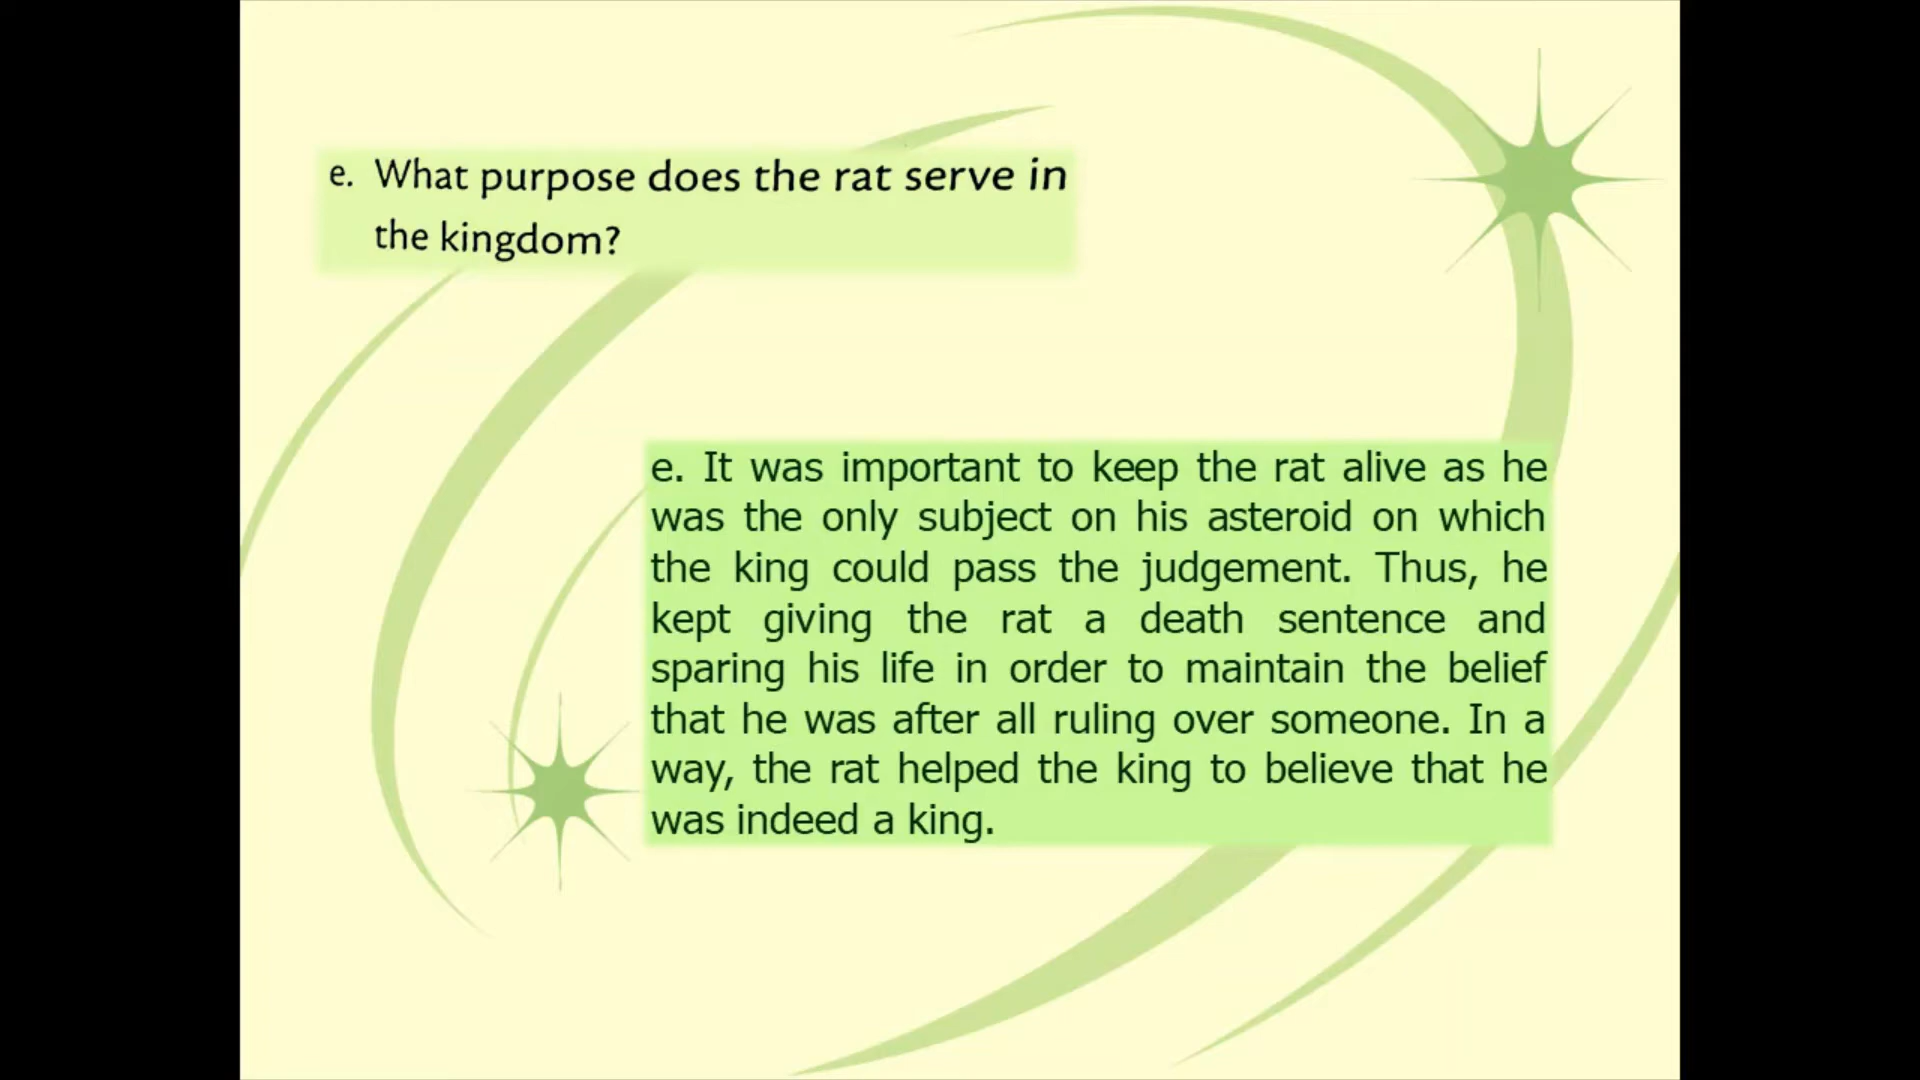 e. What purpose does the rat serve in
the kingdom?
e. It was important to keep the rat alive as he
was the only subject on his asteroid on which
the king could pass the judgement. Thus, he
kept giving the rat a death sentence and
sparing his life in order to maintain the belief
that he was after all ruling over someone. In a
way, the rat helped the king to believe that he
was indeed a king.